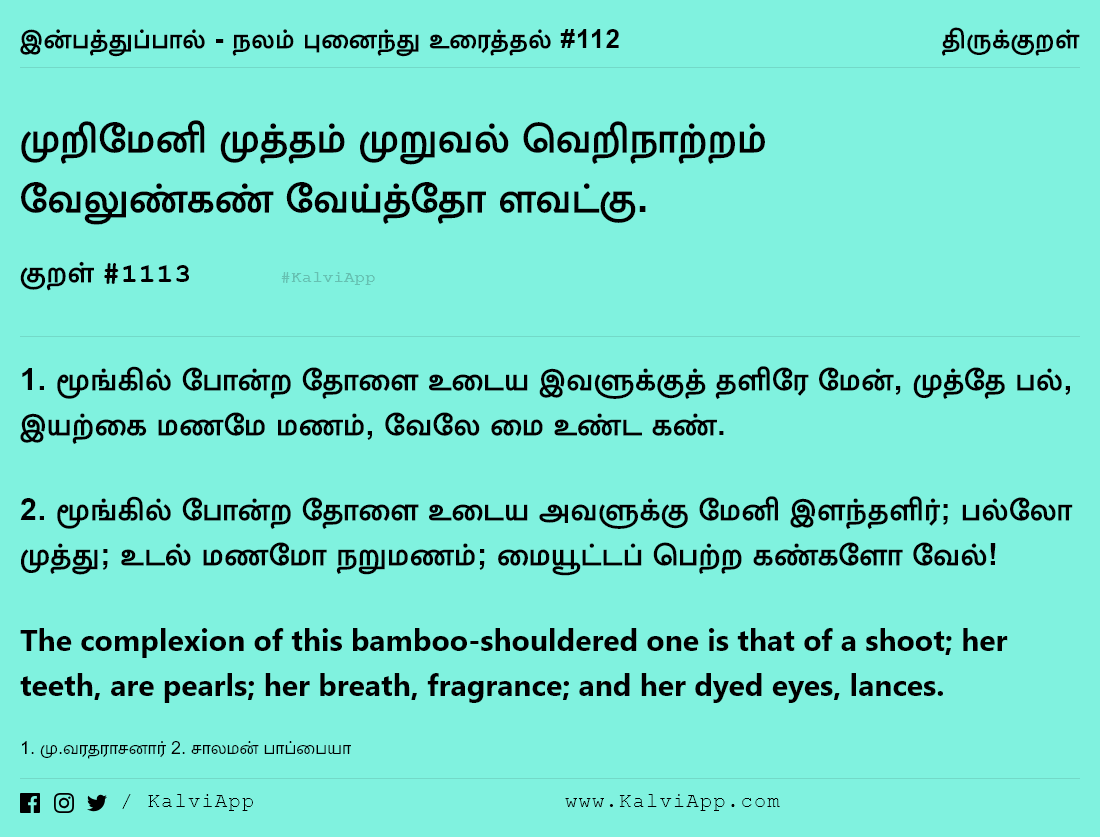 இன்பத்துப்பால் - நலம் புனைந்து உரைத்தல் #112 திருக்குறள்
முறிமேனி முத்தம் முறுவல் வெறிநாற்றம்
வேலுண்கண் வேய்த்தோ ளவட்கு.
குறள் #1113 #KalviApp
1. மூங்கில் போன்ற தோளை உடைய இவளுக்குத் தளிரே மேன், முத்தே பல்,
இயற்கை மணமே மணம், வேலே மை உண்ட கண்.
2. மூங்கில் போன்ற தோளை உடைய அவளுக்கு மேனி இளந்தளிர்; பல்லோ
முத்து; உடல் மணமோ நறுமணம்; மையூட்டப் பெற்ற கண்களோ வேல்!
The complexion of this bamboo-shouldered one is that of a shoot; her
teeth, are pearls; her breath, fragrance; and her dyed eyes, lances.
1. மு.வரதராசனார் 2. சாலமன் பாப்பையா
/ KalviApp www.KalviApp.com